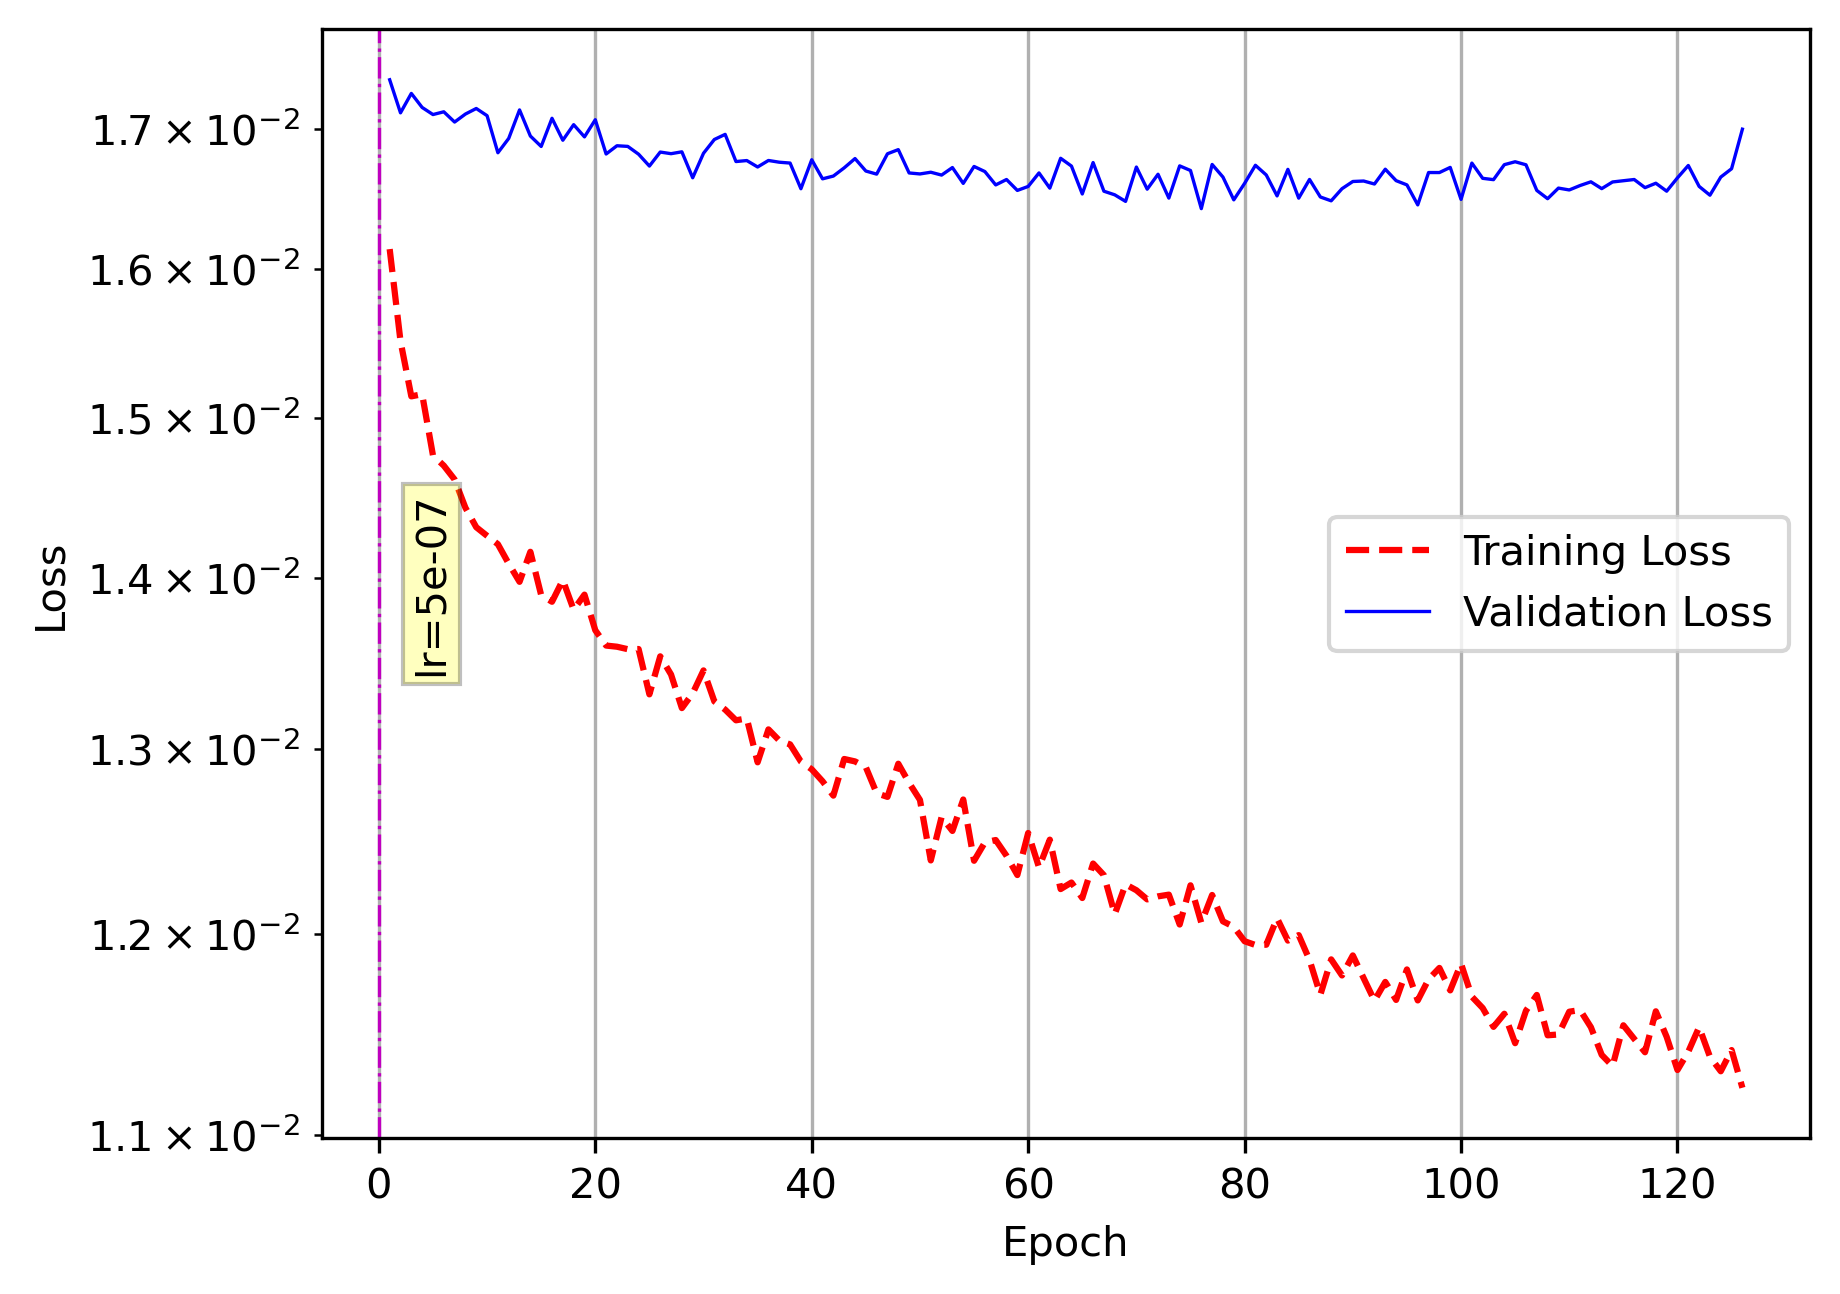 1.7 × 10⁻²
1.6 × 10⁻²
1.5 × 10⁻²
1.4 × 10⁻²
1.3 × 10⁻²
1.2 × 10⁻²
1.1 × 10⁻²
Loss
lr=5e-07
Training Loss
Validation Loss
0 20 40 60 80 100 120
Epoch